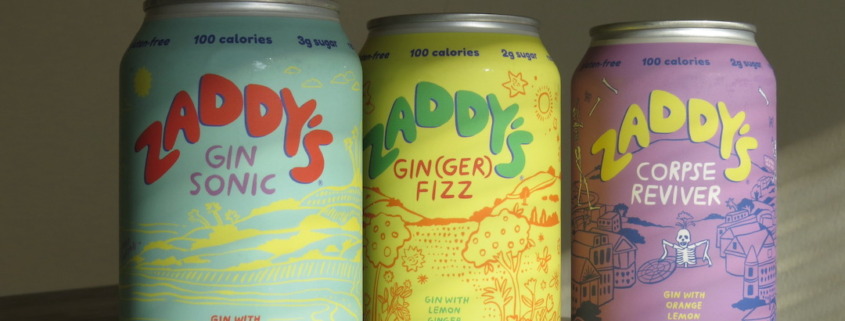 100 calories
3g sugar
ZADDY'S
GIN
SONIC
GIN WITH
100 calories
2g sugar
ZADDY'S
GIN(GER)
FIZZ
GIN WITH
LEMON
GINGER
-free
100 calories
2g sugar
ZADDY'S
CORPSE
REVIVER
GIN WITH
ORANGE
LEMON